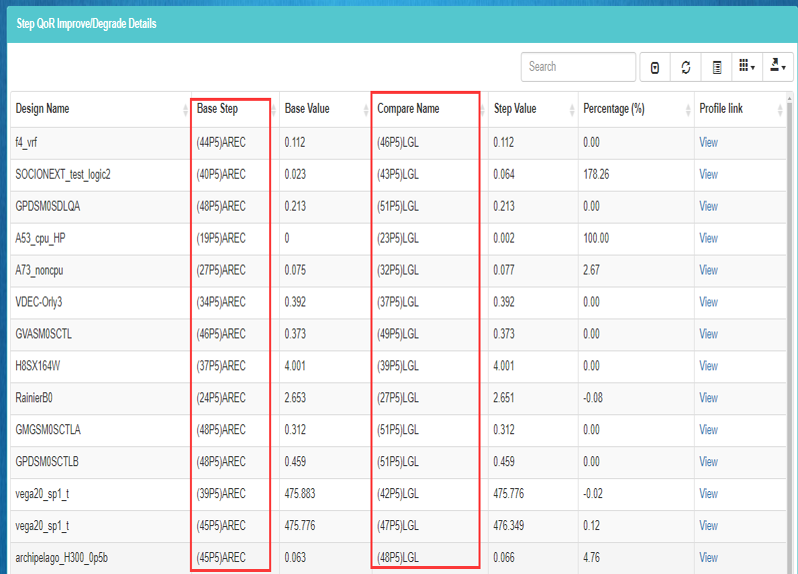 Step QoR Improve/Degrade Details
Search
Design Name Base Step Base Value Compare Name Step Value Percentage (%) Profile link
f4_vrf (44P5)AREC 0.112 (46P5)LGL 0.112 0.00 View
SOCIONEXT_test_logic2 (40P5)AREC 0.023 (43P5)LGL 0.064 178.26 View
GPDSM0SDLQA (48P5)AREC 0.213 (51P5)LGL 0.213 0.00 View
A53_cpu_HP (19P5)AREC 0 (23P5)LGL 0.002 100.00 View
A73_noncpu (27P5)AREC 0.075 (32P5)LGL 0.077 2.67 View
VDEC-Orly3 (34P5)AREC 0.392 (37P5)LGL 0.392 0.00 View
GVASM0SCTL (46P5)AREC 0.373 (49P5)LGL 0.373 0.00 View
H8SX164W (37P5)AREC 4.001 (39P5)LGL 4.001 0.00 View
RainierB0 (24P5)AREC 2.653 (27P5)LGL 2.651 -0.08 View
GMGSM0SCTLA (48P5)AREC 0.312 (51P5)LGL 0.312 0.00 View
GPDSM0SCTLB (48P5)AREC 0.459 (51P5)LGL 0.459 0.00 View
vega20_sp1_t (39P5)AREC 475.883 (42P5)LGL 475.776 -0.02 View
vega20_sp1_t (45P5)AREC 475.776 (47P5)LGL 476.349 0.12 View
archipelago_H300_0p5b (45P5)AREC 0.063 (48P5)LGL 0.066 4.76 View